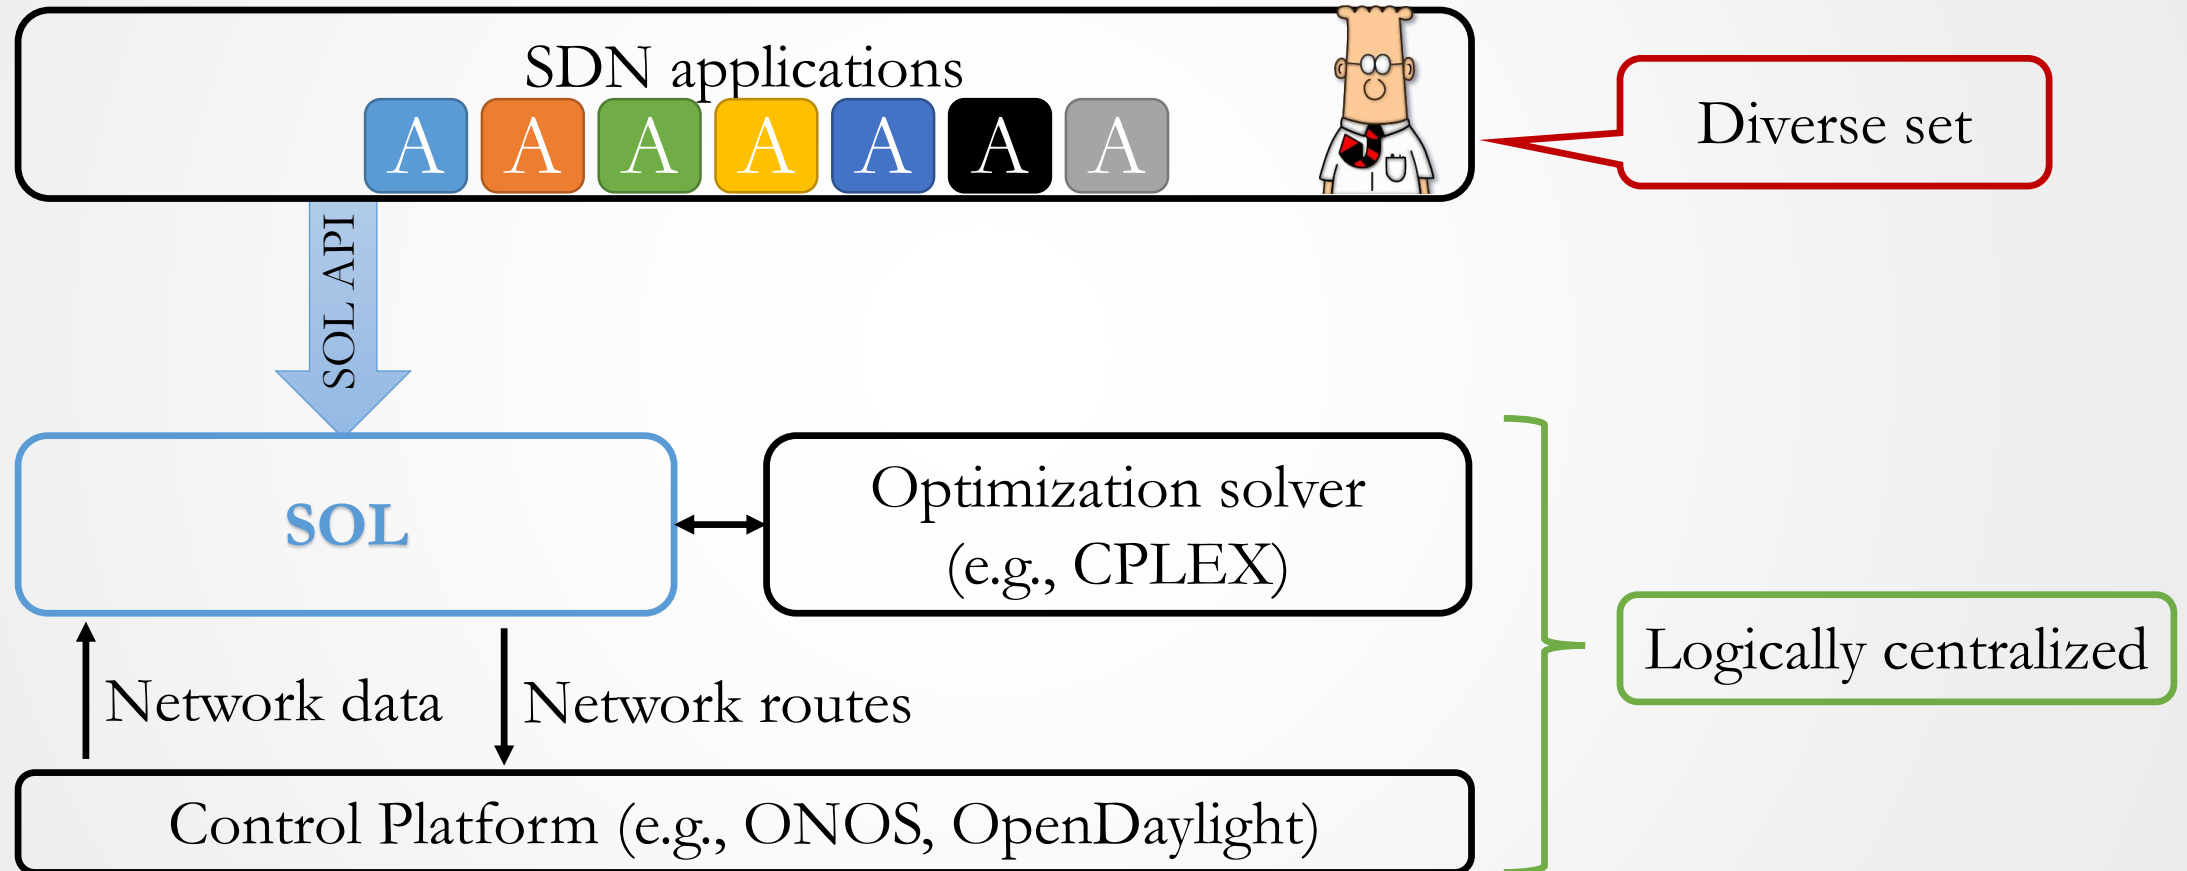 SDN applications
A A A A A A A
Diverse set
SOL API
SOL
Optimization solver
(e.g., CPLEX)
Logically centralized
Network data
Network routes
Control Platform (e.g., ONOS, OpenDaylight)